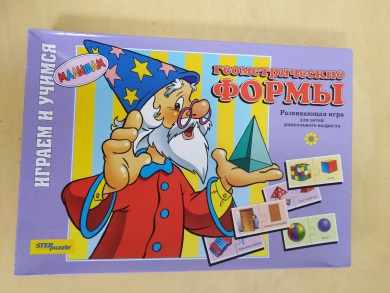 ИГРАЕМ И УЧИМСЯ
МАЛЫШАМ
ГЕОМЕТРИЧЕСКИЕ
ФОРМЫ
Развивающая игра
для детей
дошкольного возраста
STEP
puzzle